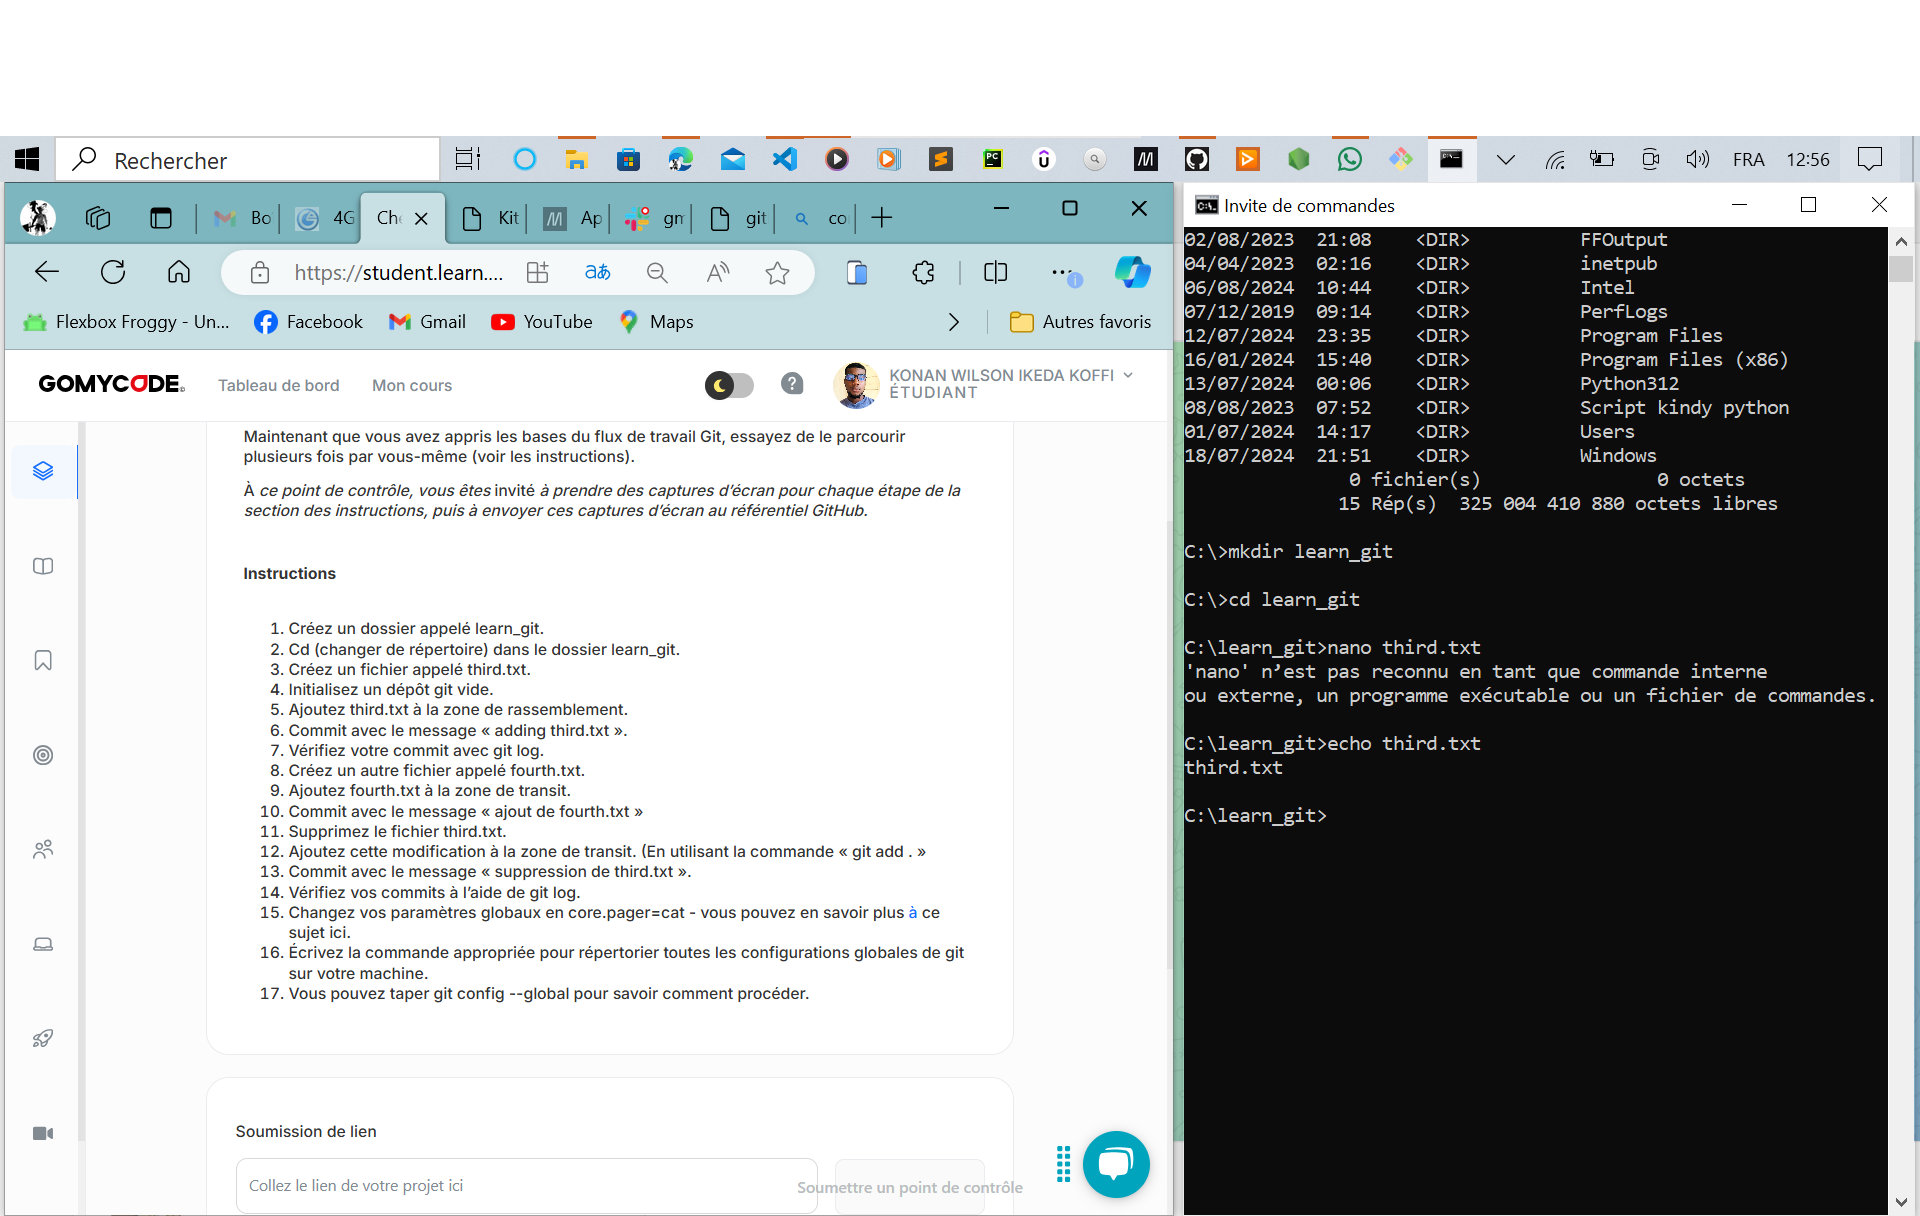 Rechercher
FRA
12:56
Bo
4G
Che
Kit
Ap
gm
git
co
https://student.learn....
Flexbox Froggy - Un...
Facebook
Gmail
YouTube
Maps
Autres favoris
GOMYCODE
Tableau de bord
Mon cours
KONAN WILSON IKEDA KOFFI
ÉTUDIANT
Maintenant que vous avez appris les bases du flux de travail Git, essayez de le parcourir
plusieurs fois par vous-même (voir les instructions).
À ce point de contrôle, vous êtes invité à prendre des captures d'écran pour chaque étape de la
section des instructions, puis à envoyer ces captures d'écran au référentiel GitHub.
Instructions
1. Créez un dossier appelé learn_git.
2. Cd (changer de répertoire) dans le dossier learn_git.
3. Créez un fichier appelé third.txt.
4. Initialisez un dépôt git vide.
5. Ajoutez third.txt à la zone de rassemblement.
6. Commit avec le message « adding third.txt ».
7. Vérifiez votre commit avec git log.
8. Créez un autre fichier appelé fourth.txt.
9. Ajoutez fourth.txt à la zone de transit.
10. Commit avec le message « ajout de fourth.txt »
11. Supprimez le fichier third.txt.
12. Ajoutez cette modification à la zone de transit. (En utilisant la commande « git add . »
13. Commit avec le message « suppression de third.txt ».
14. Vérifiez vos commits à l'aide de git log.
15. Changez vos paramètres globaux en core.pager=cat - vous pouvez en savoir plus à ce
sujet ici.
16. Écrivez la commande appropriée pour répertorier toutes les configurations globales de git
sur votre machine.
17. Vous pouvez taper git config --global pour savoir comment procéder.
Soumission de lien
Collez le lien de votre projet ici
Soumettre un point de contrôle
Invite de commandes
02/08/2023  21:08    <DIR>          FFOutput
04/04/2023  02:16    <DIR>          inetpub
06/08/2024  10:44    <DIR>          Intel
07/12/2019  09:14    <DIR>          PerfLogs
12/07/2024  23:35    <DIR>          Program Files
16/01/2024  15:40    <DIR>          Program Files (x86)
13/07/2024  00:06    <DIR>          Python312
08/08/2023  07:52    <DIR>          Script kindy python
01/07/2024  14:17    <DIR>          Users
18/07/2024  21:51    <DIR>          Windows
0 fichier(s)                0 octets
15 Rép(s)  325 004 410 880 octets libres
C:\>mkdir learn_git
C:\>cd learn_git
C:\learn_git>nano third.txt
'nano' n’est pas reconnu en tant que commande interne
ou externe, un programme exécutable ou un fichier de commandes.
C:\learn_git>echo third.txt
third.txt
C:\learn_git>